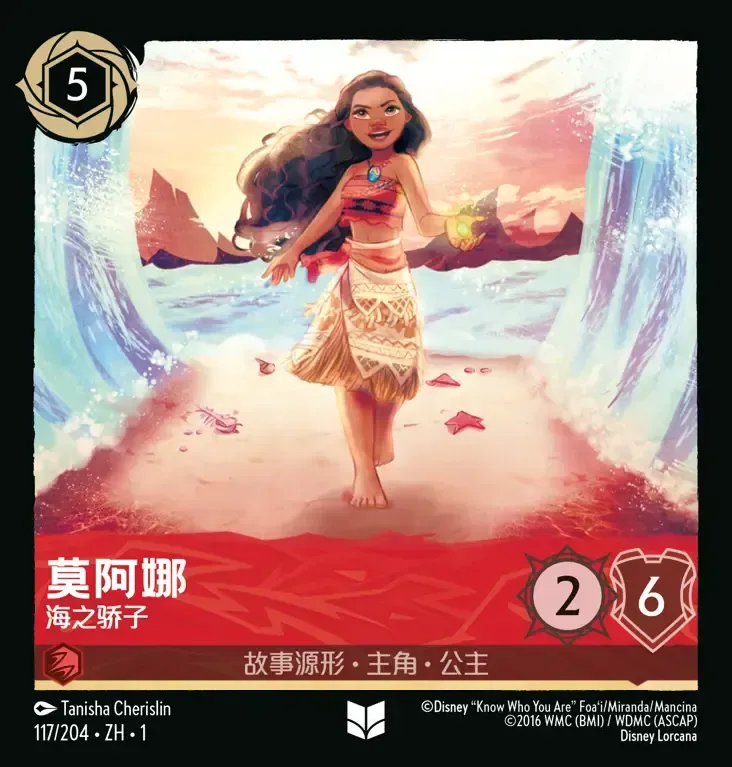 5
莫阿娜
海之骄子
2
6
故事源形 • 主角 • 公主
Tanisha Cherislin
117/204 • ZH • 1
©Disney “Know Who You Are” Foaʻi/Miranda/Mancina
©2016 WMC (BMI) / WDMC (ASCAP)
Disney Lorcana